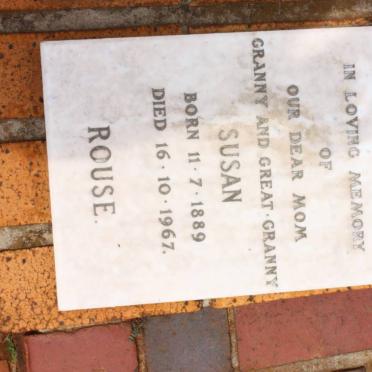 IN LOVING MEMORY
OF
OUR DEAR MOM
GRANNY AND GREAT·GRANNY
SUSAN
BORN 11·7·1889
DIED 16·10·1967.
ROUSE.